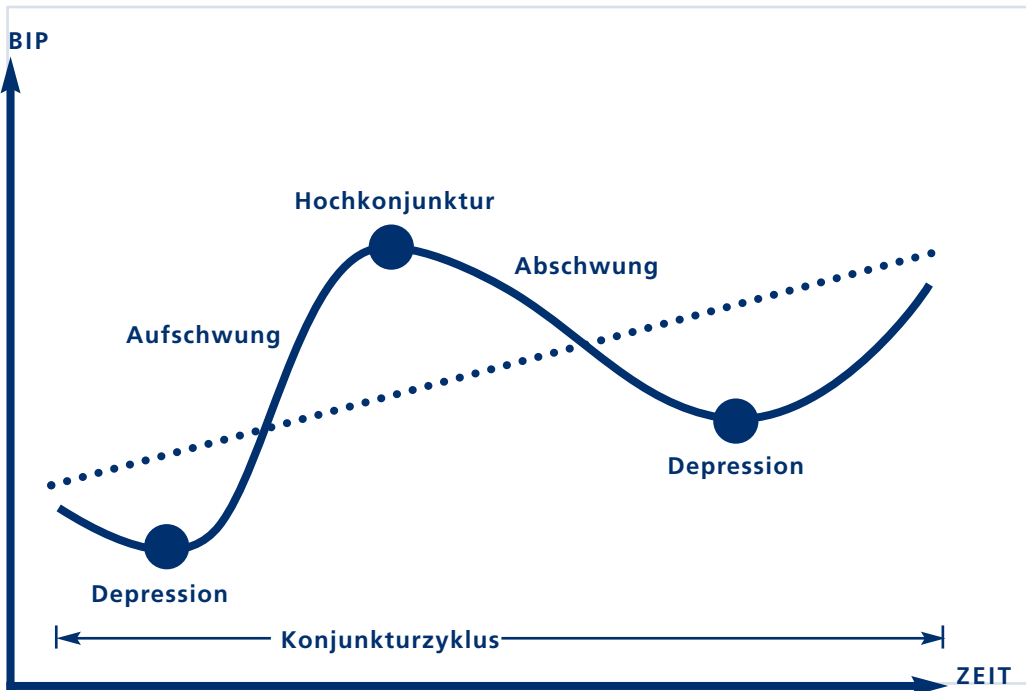 BIP
Hochkonjunktur
Abschwung
Aufschwung
Depression
Depression
Konjunkturzyklus
ZEIT